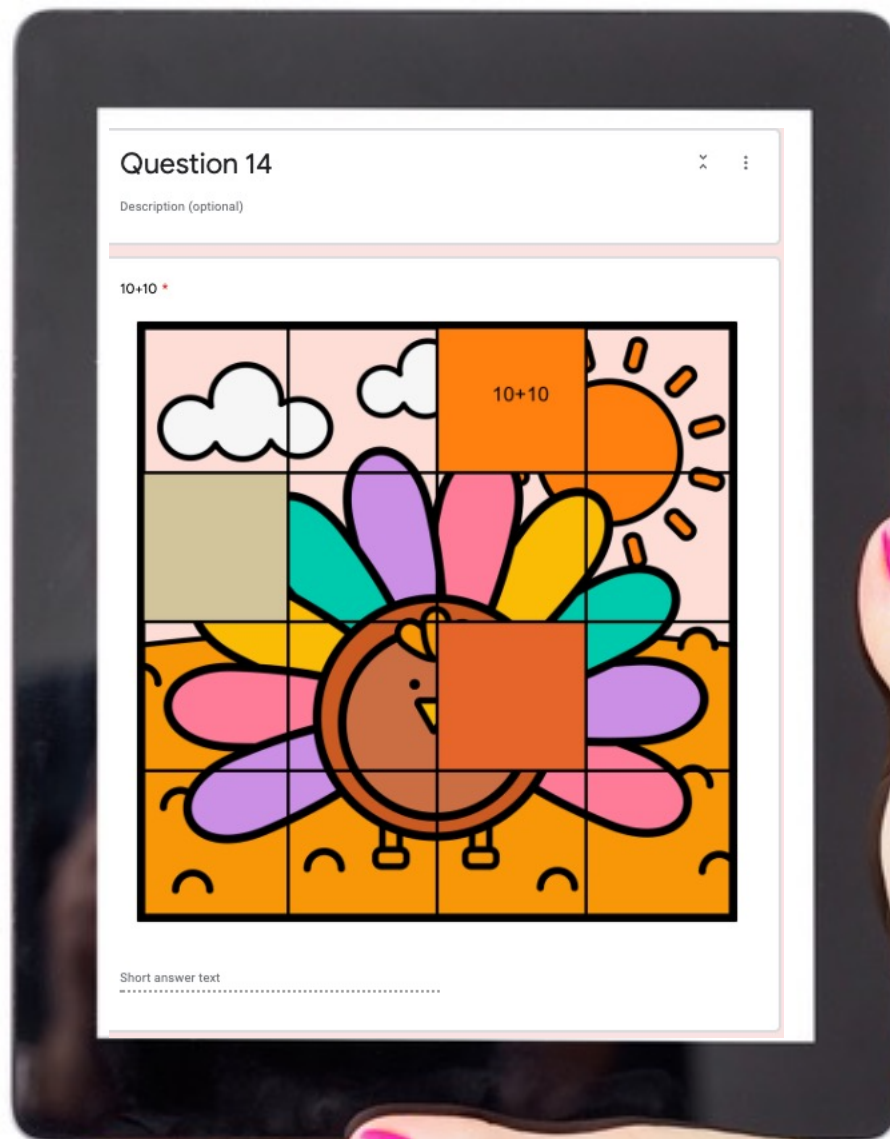 Question 14
Description (optional)
10+10 *
10+10
Short answer text